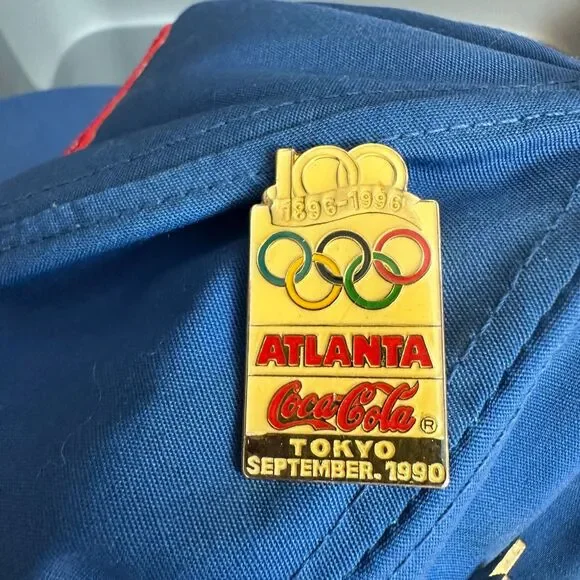 100
1896-1996
ATLANTA
Coca-Cola®
TOKYO
SEPTEMBER. 1990